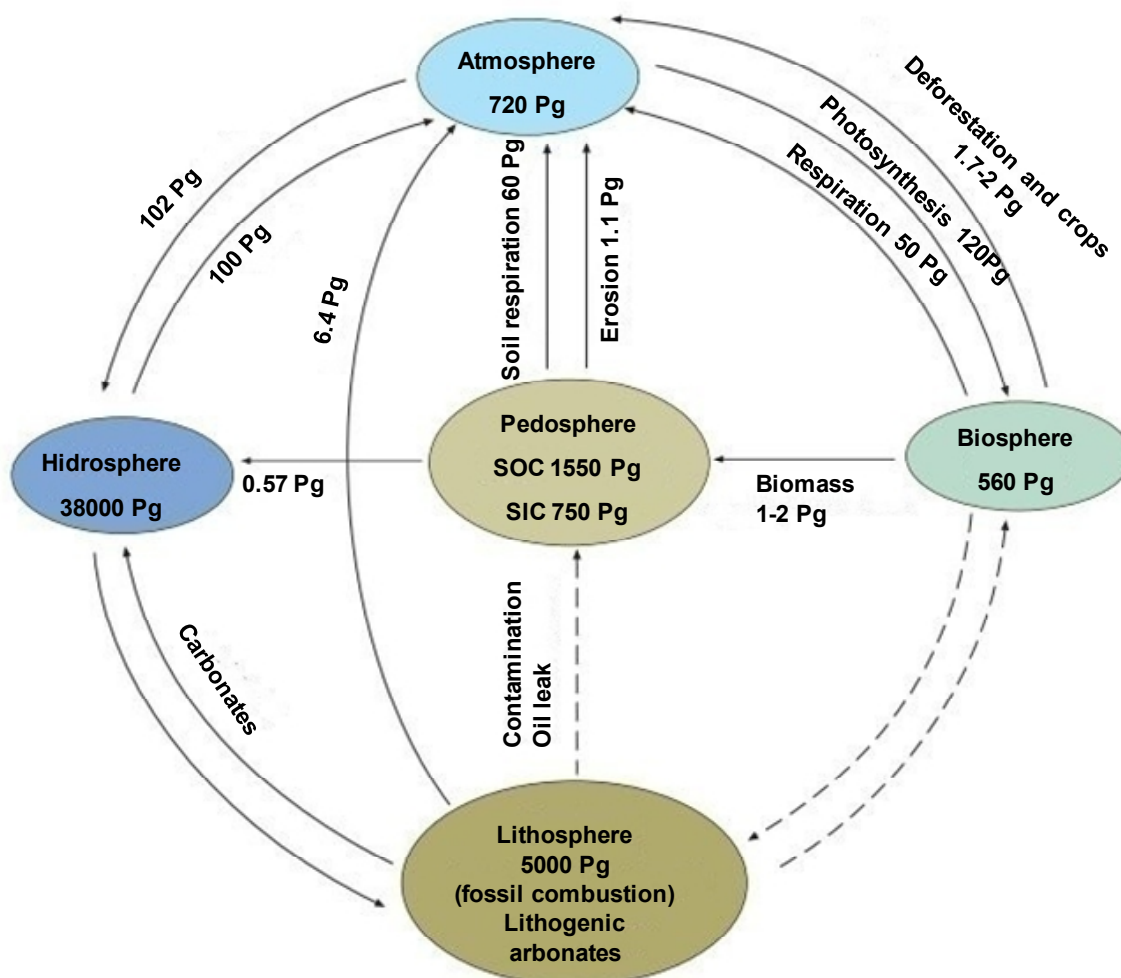 Atmosphere
720 Pg
Deforestation and crops
1.7-2 Pg
Photosynthesis 120Pg
Respiration 50 Pg
102 Pg
100 Pg
6.4 Pg
Soil respiration 60 Pg
Erosion 1.1 Pg
Hidrosphere
38000 Pg
0.57 Pg
Pedosphere
SOC 1550 Pg
SIC 750 Pg
Biomass
1-2 Pg
Biosphere
560 Pg
Carbonates
Contamination
Oil leak
Lithosphere
5000 Pg
(fossil combustion)
Lithogenic
arbonates